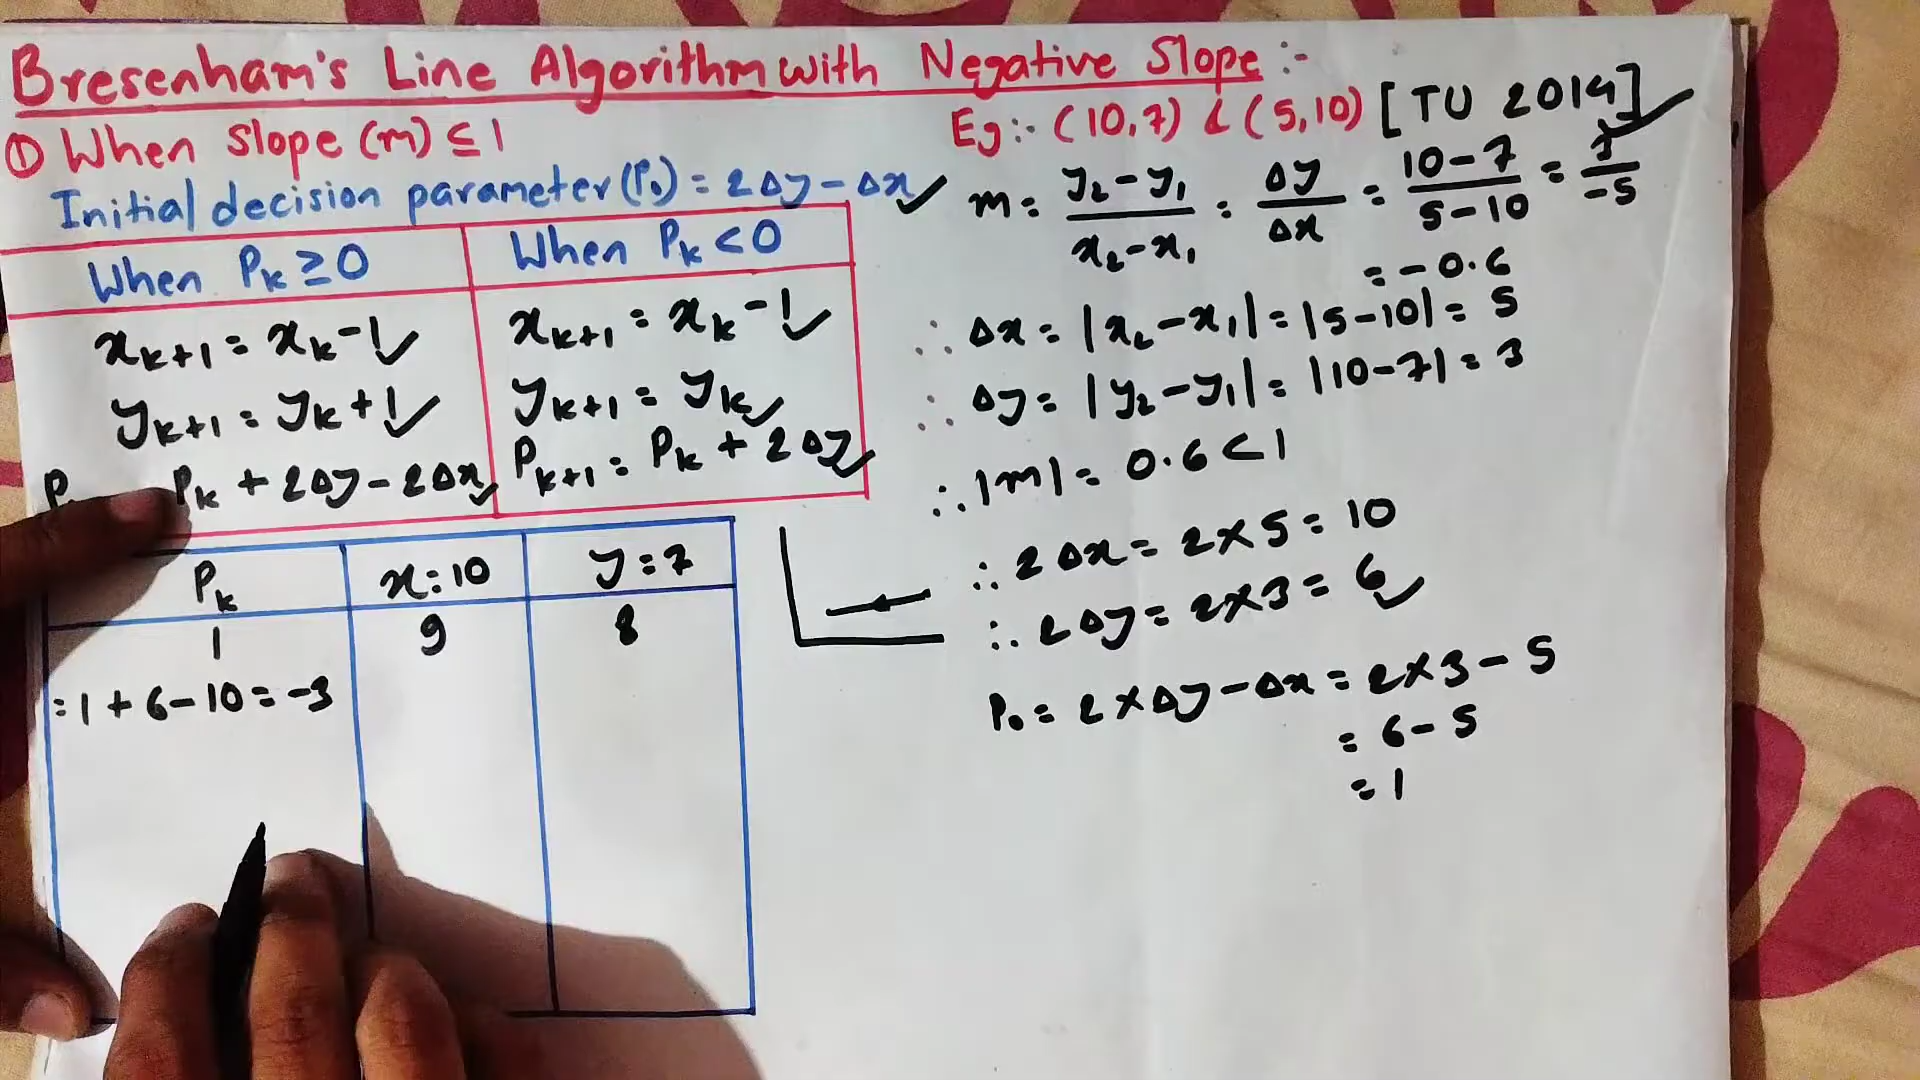 Bresenham's Line Algorithm with Negative Slope :-
① When Slope (m) ≤ 1
Initial decision parameter (P₀) = 2Δy - Δx
When Pk ≥ 0
xk+1 = xk - 1
yk+1 = yk + 1
P Pk + 2Δy - 2Δx
When Pk < 0
xk+1 = xk - 1
yk+1 = yk
Pk+1 = Pk + 2Δy
Pk x=10 y=7
1 9 8
= 1 + 6 - 10 = -3
Eg:- (10,7) & (5,10) [TU 2014]
m = y₂-y₁/x₂-x₁ = Δy/Δx = 10-7/5-10 = 3/-5
= -0.6
∴ Δx = |x₂-x₁| = |5-10| = 5
∴ Δy = |y₂-y₁| = |10-7| = 3
∴ |m| = 0.6 < 1
∴ 2Δx = 2×5 = 10
∴ 2Δy = 2×3 = 6
P₀ = 2×Δy-Δx = 2×3-5
= 6-5
= 1